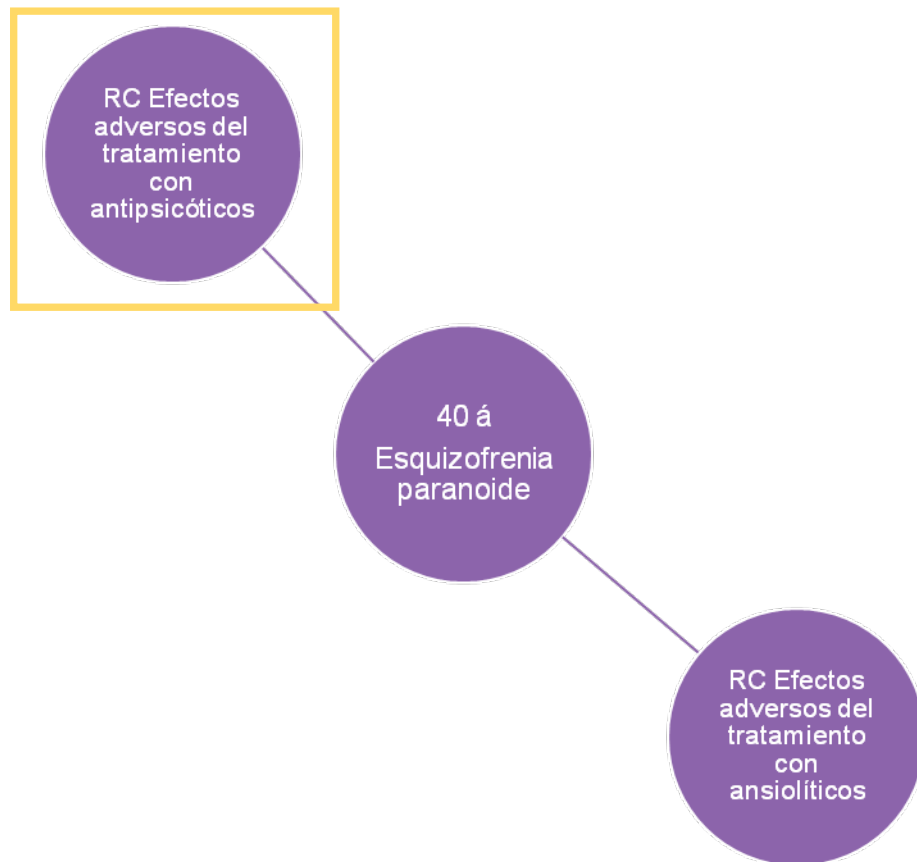 RC Efectos
adversos del
tratamiento
con
antipsicóticos
40 á
Esquizofrenia
paranoide
RC Efectos
adversos del
tratamiento
con
ansiolíticos